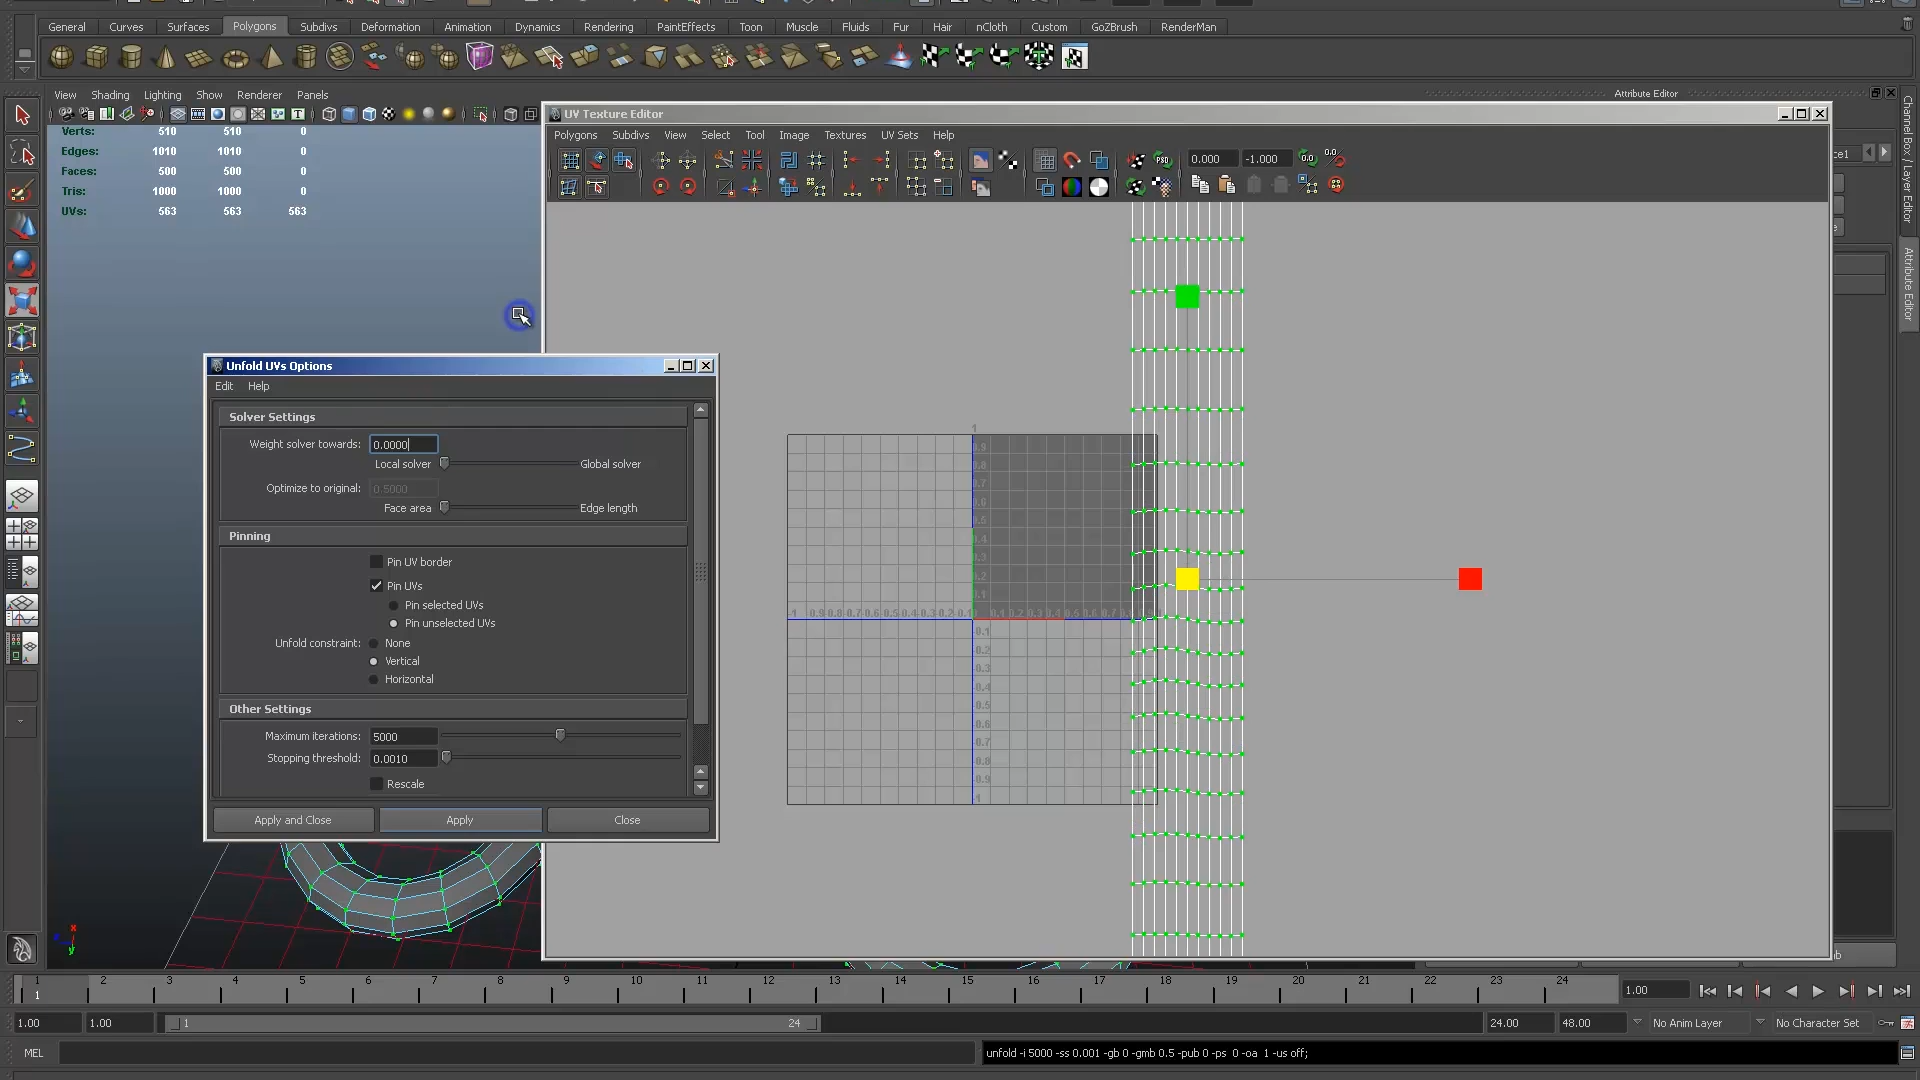 General Curves Surfaces Polygons Subdivs Deformation Animation Dynamics Rendering PaintEffects Toon Muscle Fluids Fur Hair nCloth Custom GoZBrush RenderMan
View Shading Lighting Show Renderer Panels
Attribute Editor
UV Texture Editor
Polygons Subdivs View Select Tool Image Textures UV Sets Help
Verts: 510 510 0
Edges: 1010 1010 0
Faces: 500 500 0
Tris: 1000 1000 0
UVs: 563 563 563
0.000 -1.000
Channel Box / Layer Editor
Attribute Editor
Unfold UVs Options
Edit Help
Solver Settings
Weight solver towards: 0.0000
Local solver Global solver
Optimize to original: 0.5000
Face area Edge length
Pinning
Pin UV border
Pin UVs
Pin selected UVs
Pin unselected UVs
Unfold constraint: None
Vertical
Horizontal
Other Settings
Maximum iterations: 5000
Stopping threshold: 0.0010
Rescale
Apply and Close Apply Close
1 2 3 4 5 6 7 8 9 10 11 12 13 14 15 16 17 18 19 20 21 22 23 24
1
1.00
1.00 1.00 1 24 24.00 48.00 No Anim Layer No Character Set
MEL
unfold -i 5000 -ss 0.001 -gb 0 -gmb 0.5 -pub 0 -ps 0 -oa 1 -us off;